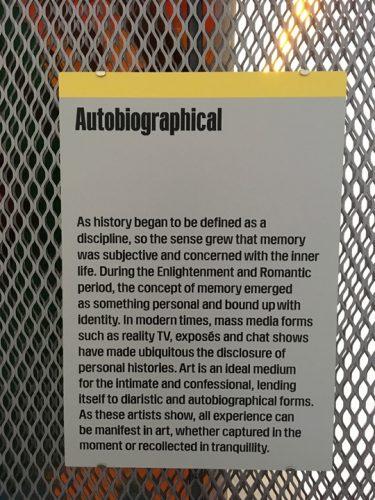 Autobiographical
As history began to be defined as a
discipline, so the sense grew that memory
was subjective and concerned with the inner
life. During the Enlightenment and Romantic
period, the concept of memory emerged
as something personal and bound up with
identity. In modern times, mass media forms
such as reality TV, exposés and chat shows
have made ubiquitous the disclosure of
personal histories. Art is an ideal medium
for the intimate and confessional, lending
itself to diaristic and autobiographical forms.
As these artists show, all experience can
be manifest in art, whether captured in the
moment or recollected in tranquillity.